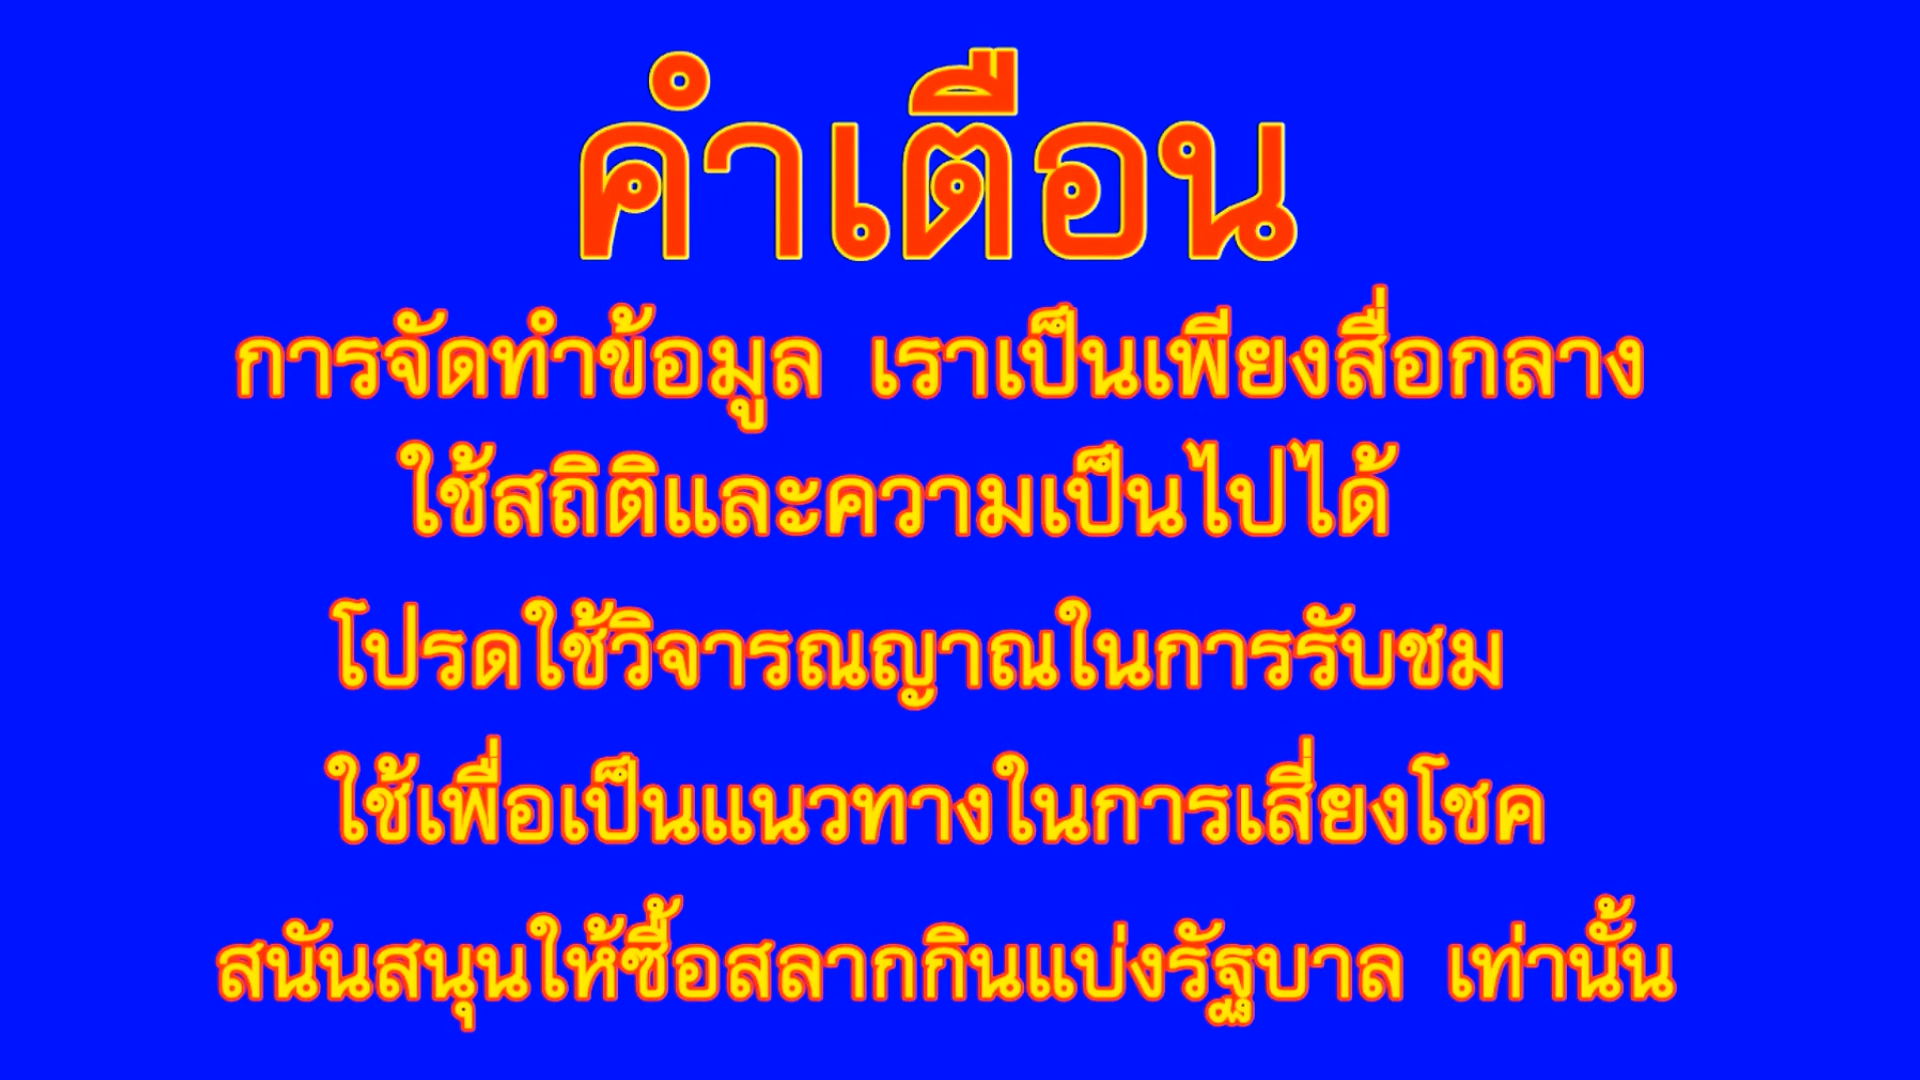 คำเตือน
การจัดทำข้อมูล เราเป็นเพียงสื่อกลาง
ใช้สถิติและความเป็นไปได้
โปรดใช้วิจารณญาณในการรับชม
ใช้เพื่อเป็นแนวทางในการเสี่ยงโชค
สนันสนุนให้ซื้อสลากกินแบ่งรัฐบาล เท่านั้น